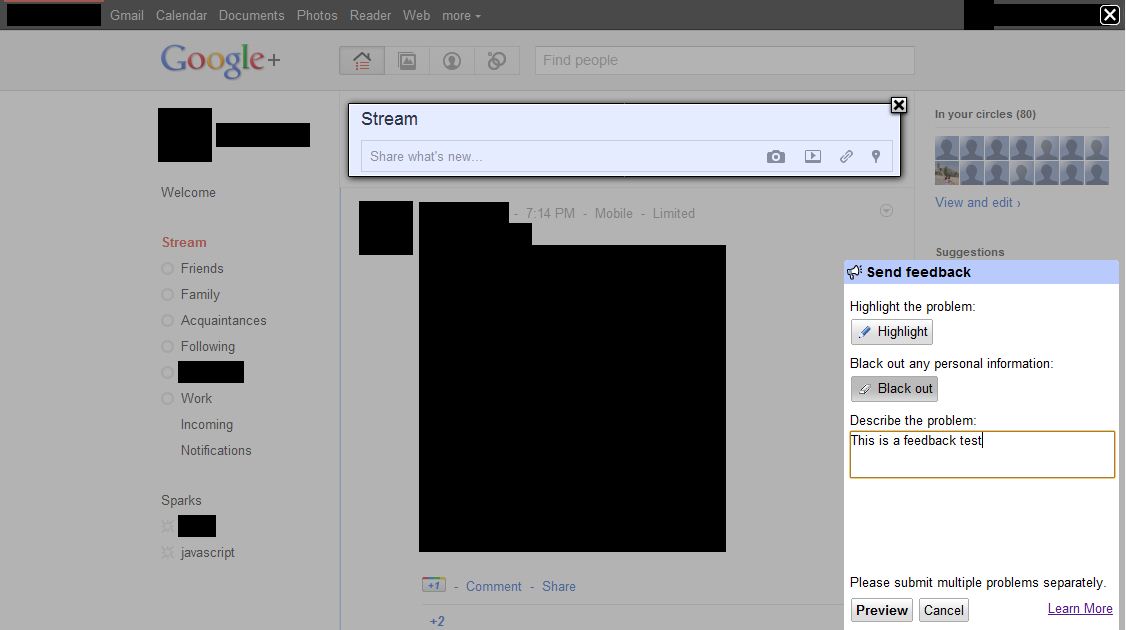 Gmail Calendar Documents Photos Reader Web more
Google+
Find people
Stream
Share what's new...
Welcome
Stream
Friends
Family
Acquaintances
Following
Work
Incoming
Notifications
Sparks
javascript
- 7:14 PM - Mobile - Limited
+1 - Comment - Share
+2
In your circles (80)
View and edit ›
Suggestions
Send feedback
Highlight the problem:
Highlight
Black out any personal information:
Black out
Describe the problem:
This is a feedback test
Please submit multiple problems separately.
Preview Cancel Learn More